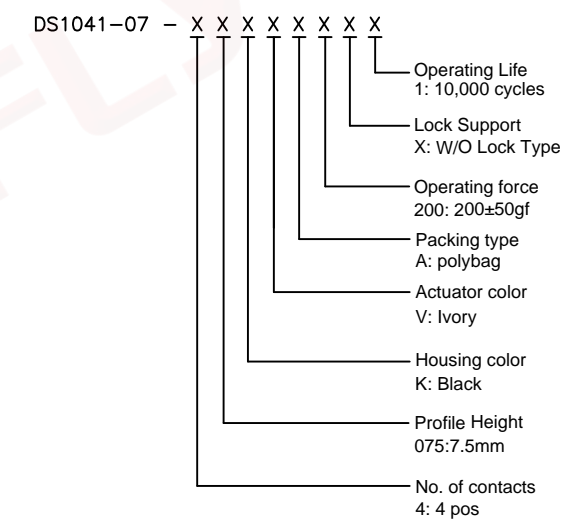 DS1041-07 - X X X X X X X X
Operating Life
1: 10,000 cycles
Lock Support
X: W/O Lock Type
Operating force
200: 200±50gf
Packing type
A: polybag
Actuator color
V: Ivory
Housing color
K: Black
Profile Height
075:7.5mm
No. of contacts
4: 4 pos